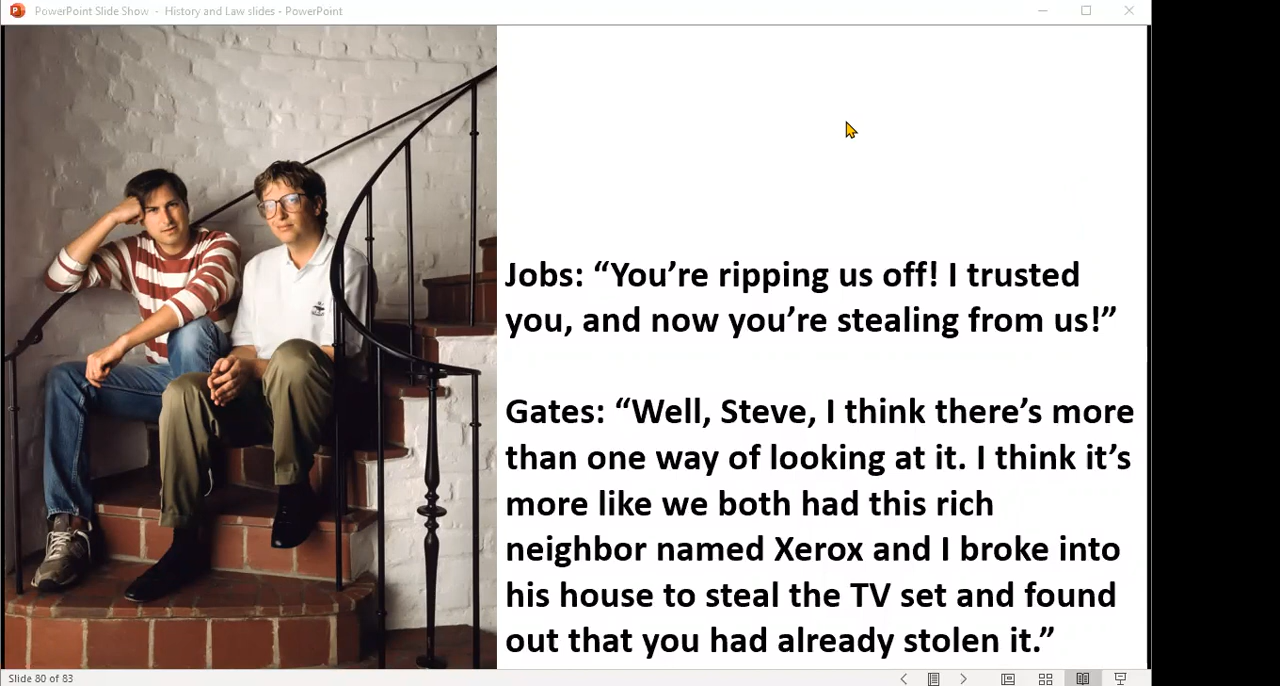 PowerPoint Slide Show - History and Law slides - PowerPoint
Jobs: “You’re ripping us off! I trusted
you, and now you’re stealing from us!”
Gates: “Well, Steve, I think there’s more
than one way of looking at it. I think it’s
more like we both had this rich
neighbor named Xerox and I broke into
his house to steal the TV set and found
out that you had already stolen it.”
Slide 80 of 83